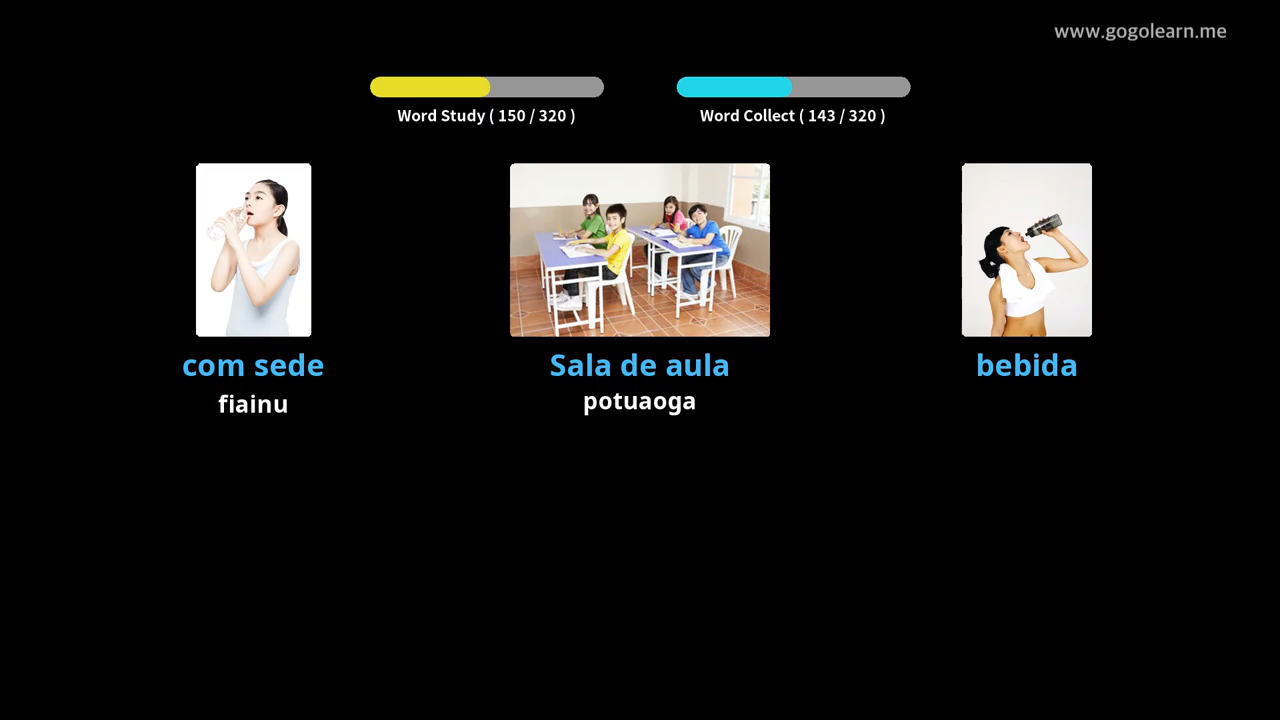 www.gogolearn.me
Word Study ( 150 / 320 )
Word Collect ( 143 / 320 )
com sede
fiainu
Sala de aula
potuaoga
bebida